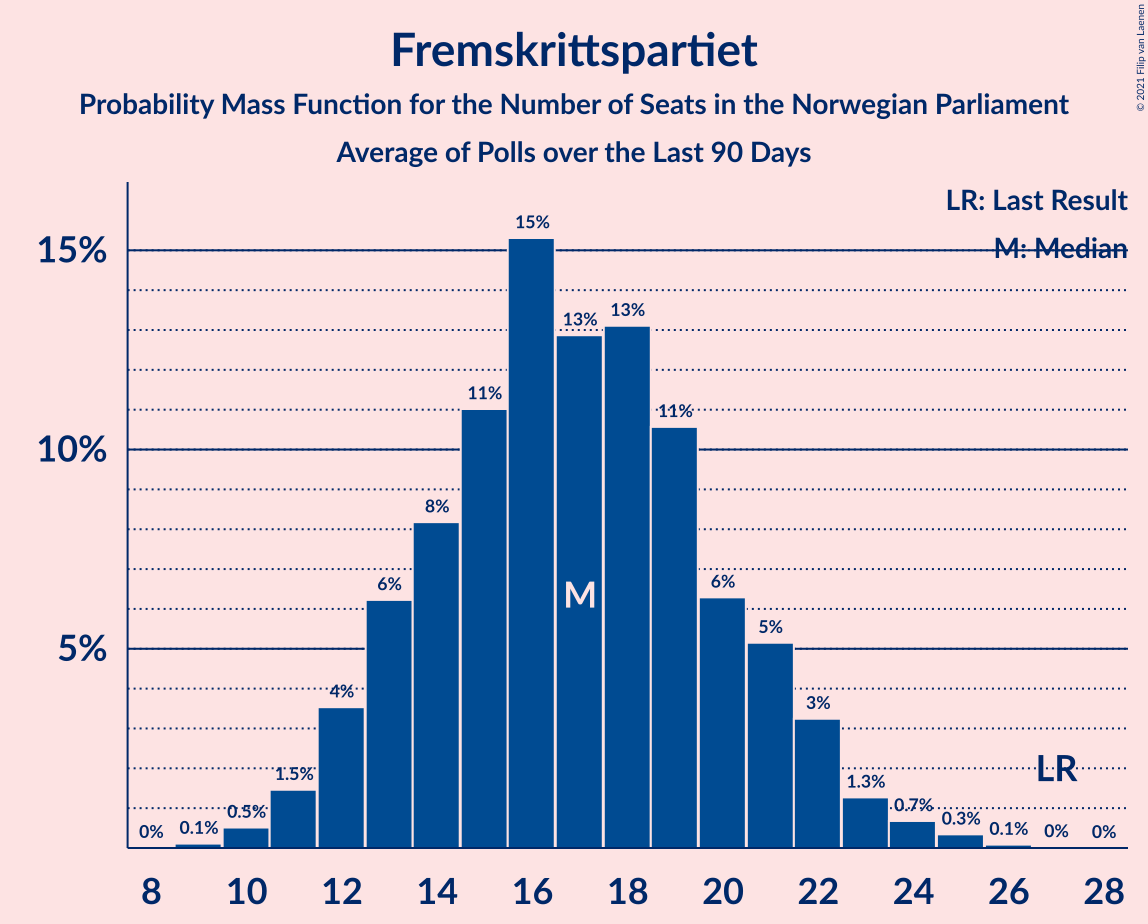 Fremskrittspartiet
Probability Mass Function for the Number of Seats in the Norwegian Parliament
Average of Polls over the Last 90 Days
© 2021 Filip van Laenen
LR: Last Result
M: Median
15%
10%
5%
0%
0.1%
0.5%
1.5%
4%
6%
8%
11%
15%
13%
13%
11%
6%
5%
3%
1.3%
0.7%
0.3%
0.1%
0%
0%
M
LR
8 10 12 14 16 18 20 22 24 26 28